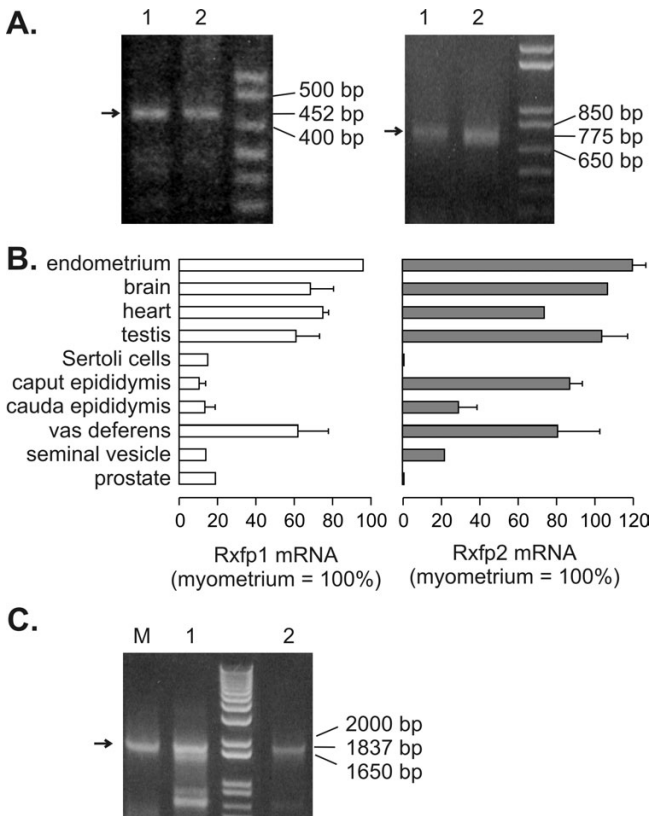 A.
1 2
500 bp
452 bp
400 bp
1 2
850 bp
775 bp
650 bp
B.
endometrium
brain
heart
testis
Sertoli cells
caput epididymis
cauda epididymis
vas deferens
seminal vesicle
prostate
0 20 40 60 80 100
Rxfp1 mRNA
(myometrium = 100%)
0 20 40 60 80 100 120
Rxfp2 mRNA
(myometrium = 100%)
C.
M 1 2
2000 bp
1837 bp
1650 bp